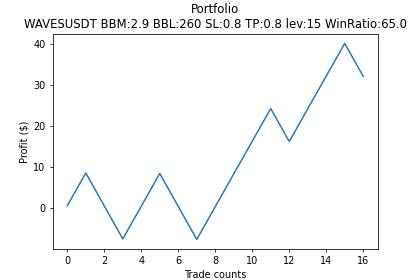 Portfolio
WAVESUSDT BBM:2.9 BBL:260 SL:0.8 TP:0.8 lev:15 WinRatio:65.0
Profit ($)
40
30
20
10
0
0 2 4 6 8 10 12 14 16
Trade counts